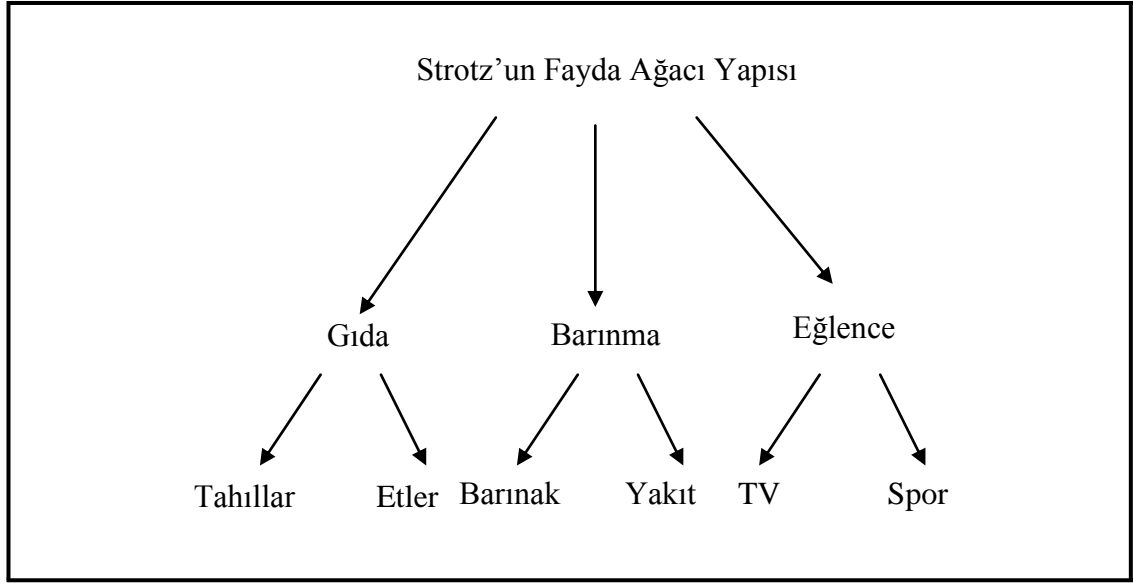 Strotz’un Fayda Ağacı Yapısı
Gıda Barınma Eğlence
Tahıllar Etler Barınak Yakıt TV Spor